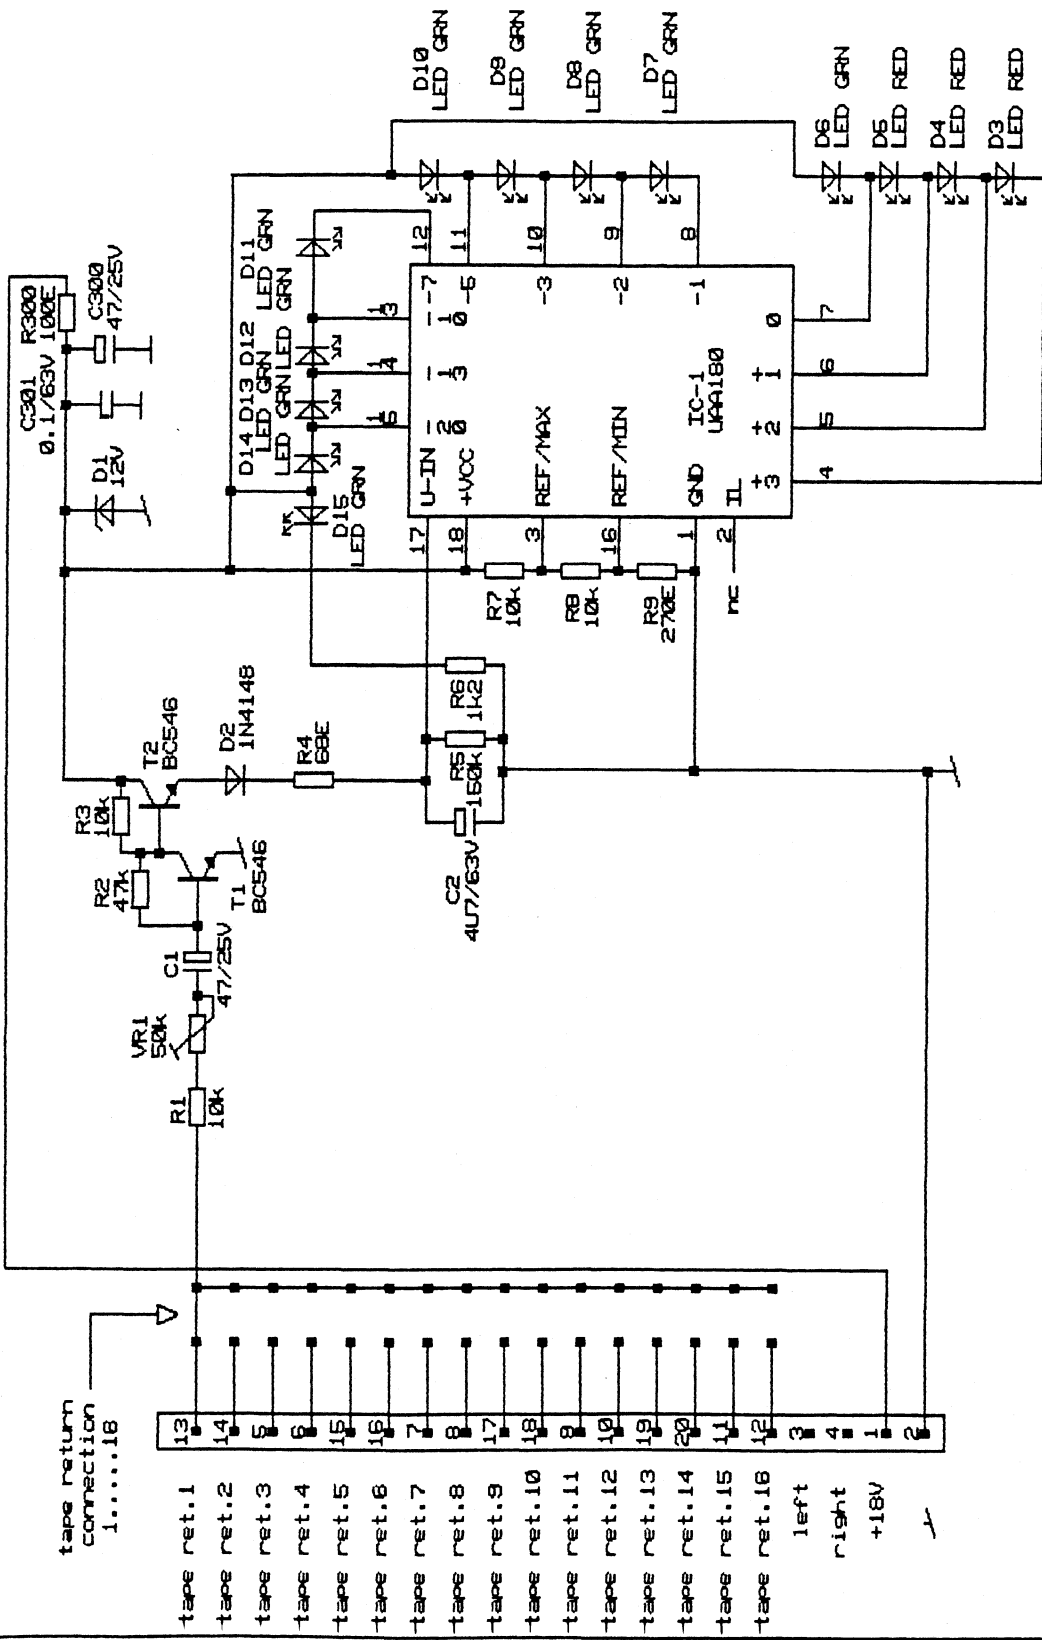 tape return
connection
1.....16
tape ret.1
13
tape ret.2
14
tape ret.3
5
tape ret.4
6
tape ret.5
15
tape ret.6
16
tape ret.7
7
tape ret.8
8
tape ret.9
17
tape ret.10
18
tape ret.11
9
tape ret.12
10
tape ret.13
19
tape ret.14
20
tape ret.15
11
tape ret.16
12
left
3
right
4
+18V
1
2
R1
10k
VR1
50k
C1
47/25V
R2
47k
R3
10k
T1
BC546
T2
BC546
D2
1N4148
R4
68E
C2
4U7/63V
R5
150k
R6
1k2
R7
10k
R8
10k
R9
270E
nc
D1
12V
C301
0.1/63V
R300
100E
C300
47/25V
D14
LED GRN
D13
LED GRN
D12
LED GRN
D11
LED GRN
D15
LED GRN
17
U-IN
18
+VCC
3
REF/MAX
16
REF/MIN
1
GND
2
IL
IC-1
UAA180
15
-20
14
-13
13
-10
12
-7
11
-5
10
-3
9
-2
8
-1
7
0
6
+1
5
+2
4
+3
D10
LED GRN
D9
LED GRN
D8
LED GRN
D7
LED GRN
D6
LED GRN
D5
LED RED
D4
LED RED
D3
LED RED